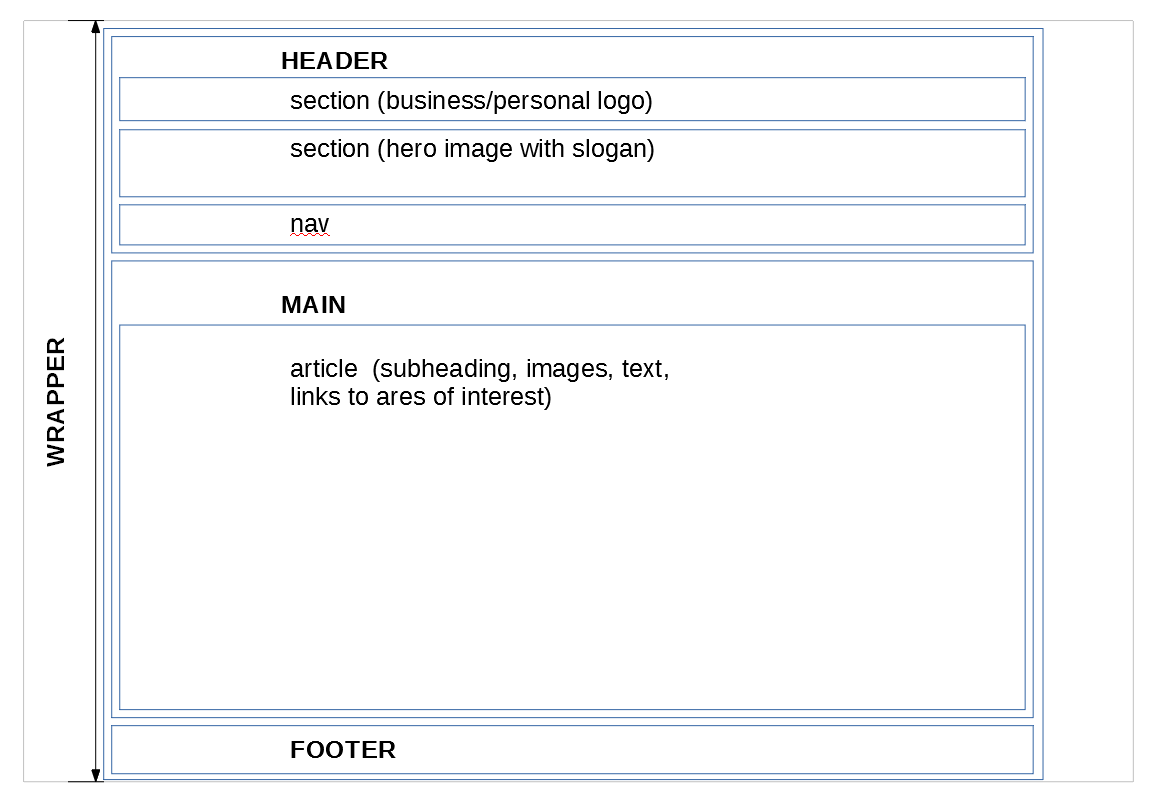 HEADER
section (business/personal logo)
section (hero image with slogan)
nav
WRAPPER
MAIN
article  (subheading, images, text,
links to ares of interest)
FOOTER